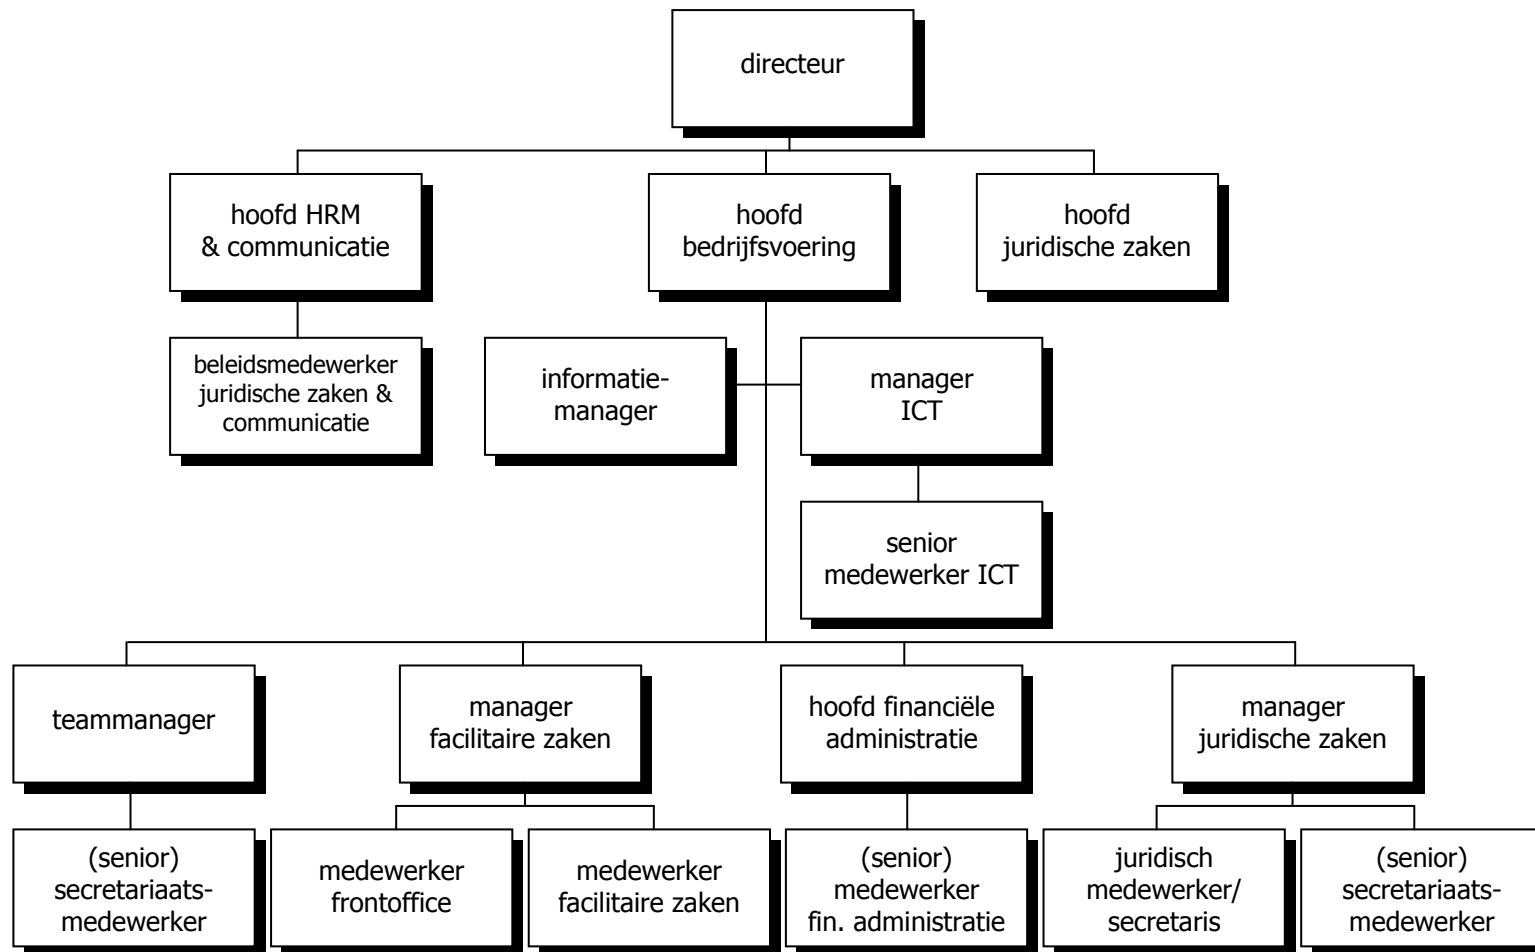 directeur
hoofd HRM
& communicatie
hoofd
bedrijfsvoering
hoofd
juridische zaken
beleidsmedewerker
juridische zaken &
communicatie
informatie-
manager
manager
ICT
senior
medewerker ICT
teammanager
manager
facilitaire zaken
hoofd financiële
administratie
manager
juridische zaken
(senior)
secretariaats-
medewerker
medewerker
frontoffice
medewerker
facilitaire zaken
(senior)
medewerker
fin. administratie
juridisch
medewerker/
secretaris
(senior)
secretariaats-
medewerker